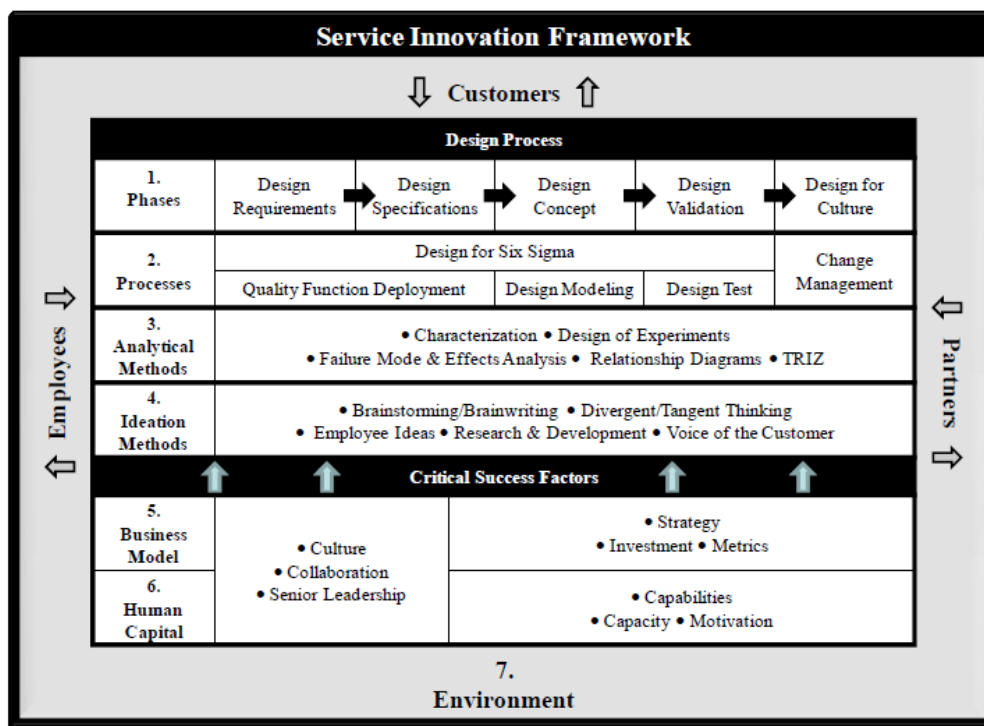 Service Innovation Framework
Customers
Design Process
1.
Phases
Design
Requirements
Design
Specifications
Design
Concept
Design
Validation
Design for
Culture
2.
Processes
Design for Six Sigma
Quality Function Deployment
Design Modeling
Design Test
Change
Management
3.
Analytical
Methods
• Characterization • Design of Experiments
• Failure Mode & Effects Analysis • Relationship Diagrams • TRIZ
4.
Ideation
Methods
• Brainstorming/Brainwriting • Divergent/Tangent Thinking
• Employee Ideas • Research & Development • Voice of the Customer
Critical Success Factors
5.
Business
Model
• Culture
• Collaboration
• Senior Leadership
• Strategy
• Investment • Metrics
6.
Human
Capital
• Capabilities
• Capacity • Motivation
Employees
Partners
7.
Environment